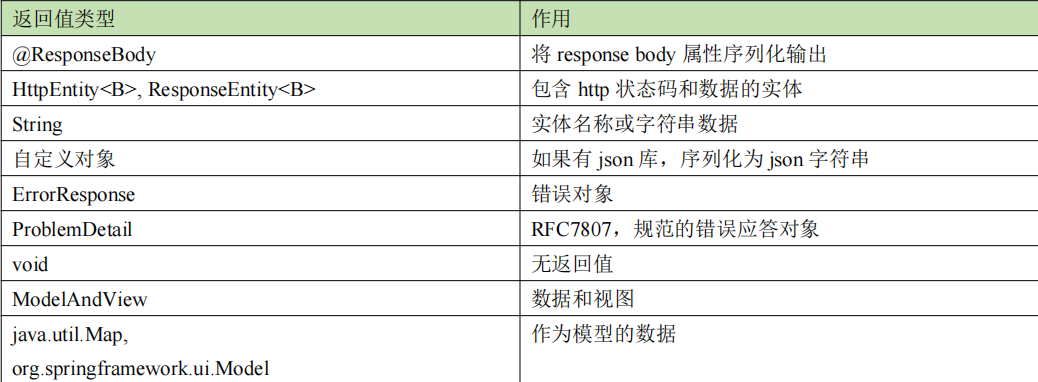 返回值类型 作用
@ResponseBody 将 response body 属性序列化输出
HttpEntity<B>, ResponseEntity<B> 包含 http 状态码和数据的实体
String 实体名称或字符串数据
自定义对象 如果有 json 库，序列化为 json 字符串
ErrorResponse 错误对象
ProblemDetail RFC7807，规范的错误应答对象
void 无返回值
ModelAndView 数据和视图
java.util.Map, 作为模型的数据
org.springframework.ui.Model